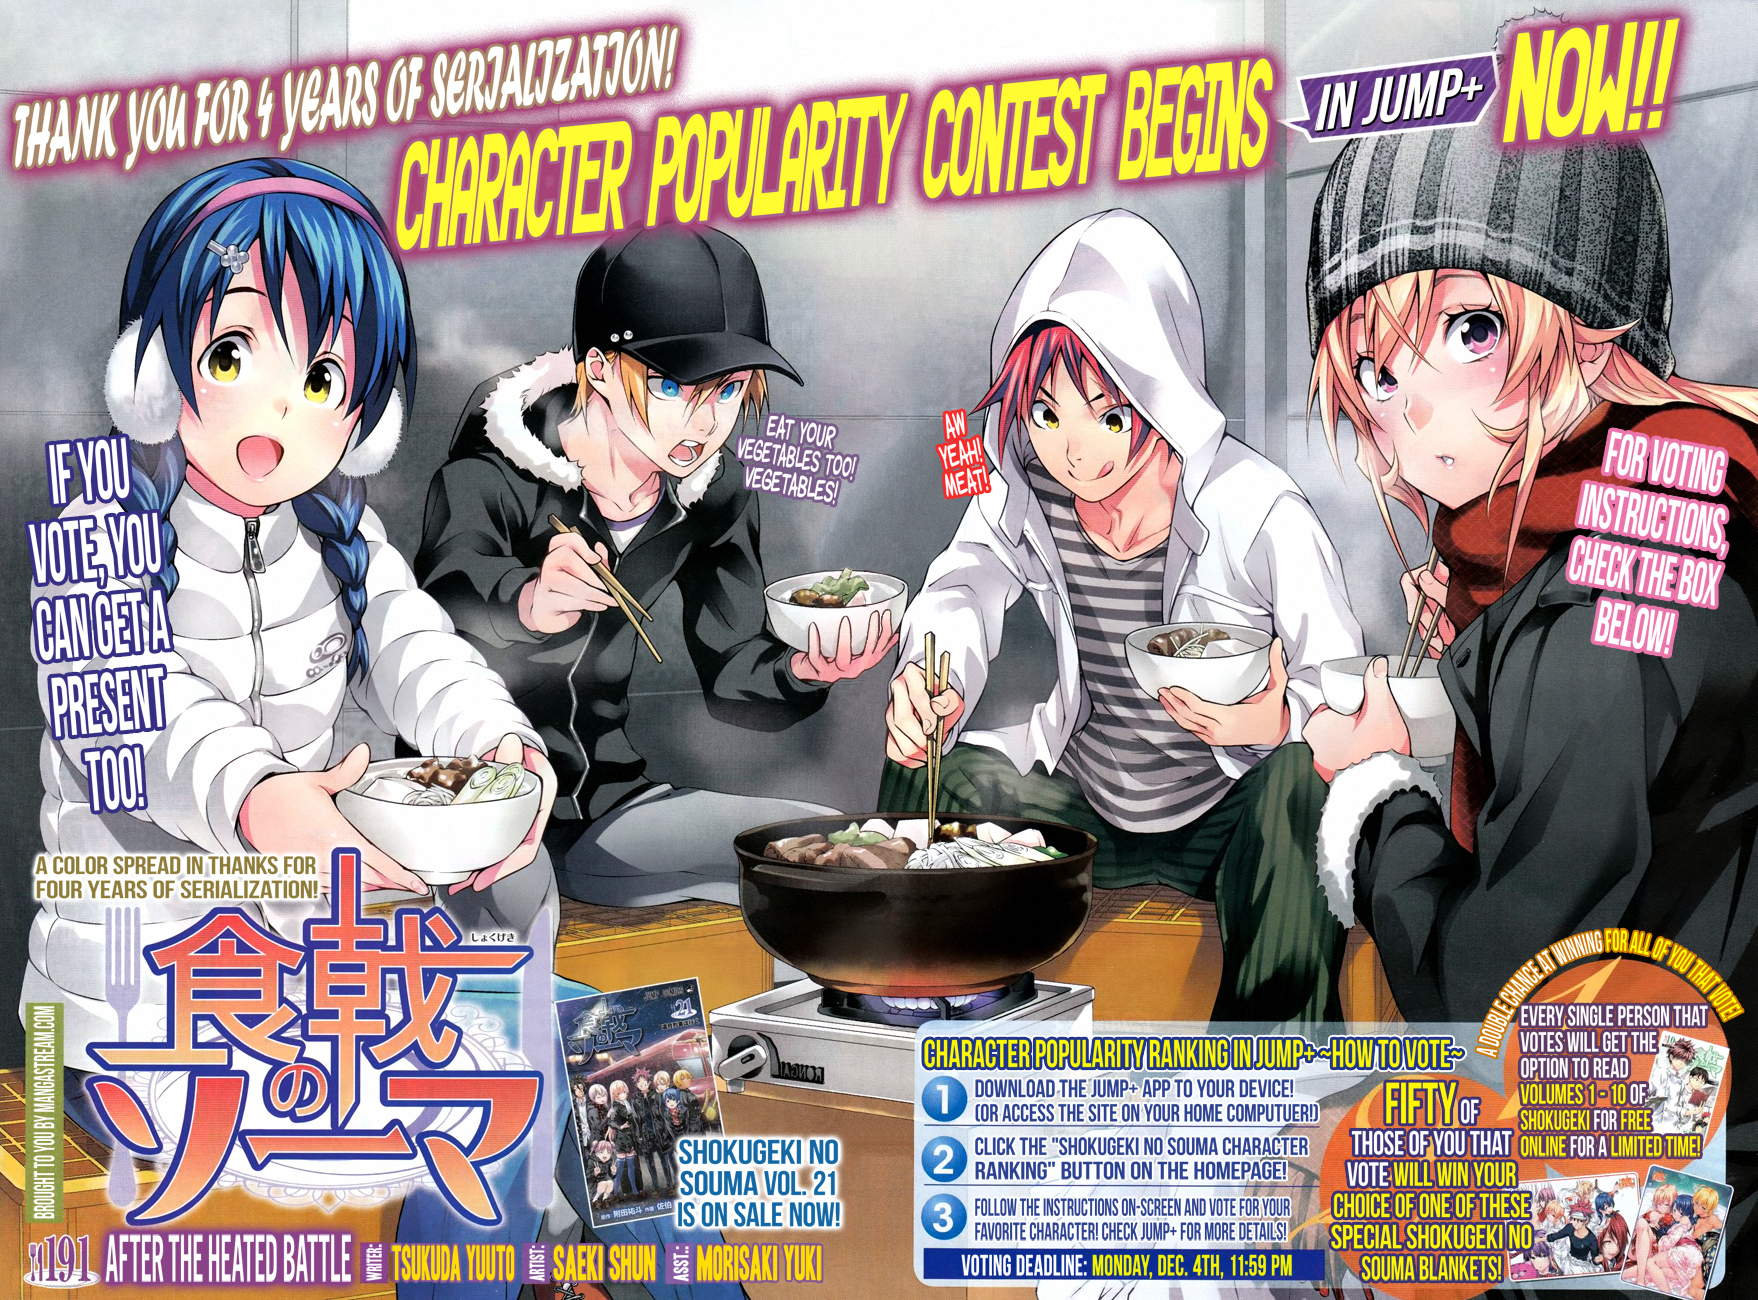 THANK YOU FOR 4 YEARS OF SERIALIZATION!
CHARACTER POPULARITY CONTEST BEGINS
IN JUMP+
NOW!!
EAT YOUR
VEGETABLES TOO!
VEGETABLES!
AW
YEAH!
MEAT!
IF YOU
VOTE, YOU
CAN GET A
PRESENT
TOO!
FOR VOTING
INSTRUCTIONS,
CHECK THE BOX
BELOW!
A COLOR SPREAD IN THANKS FOR
FOUR YEARS OF SERIALIZATION!
しょくげき
食戟
の
ソーマ
BROUGHT TO YOU BY MANGASTREAM.COM
JUMP COMICS
21
食戟の
ソーマ
SHOKUGEKI NO
SOUMA VOL. 21
IS ON SALE NOW!
191 AFTER THE HEATED BATTLE
WRITER: TSUKUDA YUUTO ARTIST: SAEKI SHUN ASST.: MORISAKI YUKI
CHARACTER POPULARITY RANKING IN JUMP+ ~HOW TO VOTE~
1 DOWNLOAD THE JUMP+ APP TO YOUR DEVICE!
(OR ACCESS THE SITE ON YOUR HOME COMPUTUER!)
2 CLICK THE "SHOKUGEKI NO SOUMA CHARACTER
RANKING" BUTTON ON THE HOMEPAGE!
3 FOLLOW THE INSTRUCTIONS ON-SCREEN AND VOTE FOR YOUR
FAVORITE CHARACTER! CHECK JUMP+ FOR MORE DETAILS!
VOTING DEADLINE: MONDAY, DEC. 4TH, 11:59 PM
A DOUBLE CHANCE AT WINNING FOR ALL OF YOU THAT VOTE!
EVERY SINGLE PERSON THAT
VOTES WILL GET THE
OPTION TO READ
VOLUMES 1 - 10 OF
SHOKUGEKI FOR FREE
ONLINE FOR A LIMITED TIME!
FIFTY OF
THOSE OF YOU THAT
VOTE WILL WIN YOUR
CHOICE OF ONE OF THESE
SPECIAL SHOKUGEKI NO
SOUMA BLANKETS!